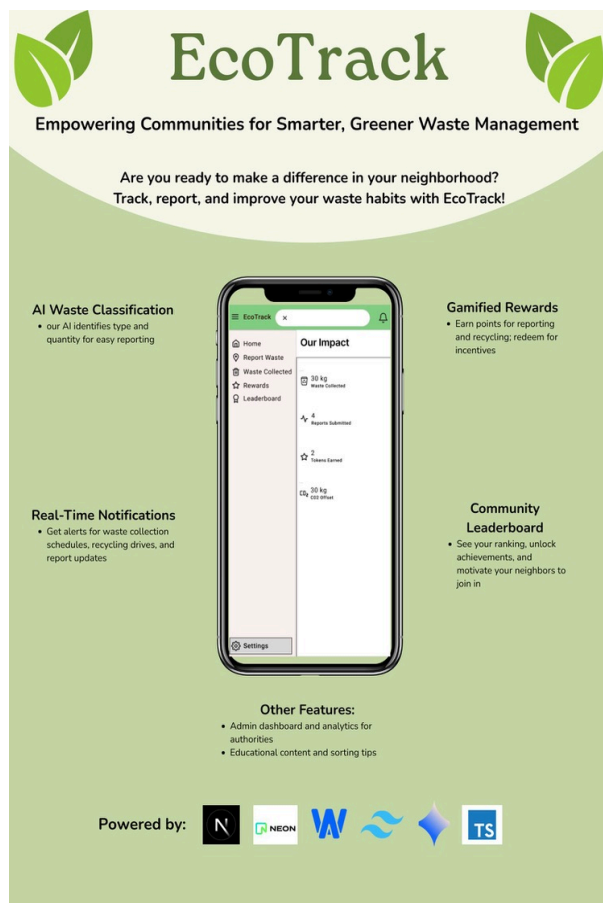 EcoTrack
Empowering Communities for Smarter, Greener Waste Management
Are you ready to make a difference in your neighborhood?
Track, report, and improve your waste habits with EcoTrack!
AI Waste Classification
• our AI identifies type and
quantity for easy reporting
Real-Time Notifications
• Get alerts for waste collection
schedules, recycling drives, and
report updates
EcoTrack
×
Home
Report Waste
Waste Collected
Rewards
Leaderboard
Settings
Our Impact
30 kg
Waste Collected
4
Reports Submitted
2
Tokens Earned
CO₂
30 kg
CO2 Offset
Gamified Rewards
• Earn points for reporting
and recycling; redeem for
incentives
Community
Leaderboard
• See your ranking, unlock
achievements, and
motivate your neighbors to
join in
Other Features:
• Admin dashboard and analytics for
authorities
• Educational content and sorting tips
Powered by:
N
NEON
W
TS